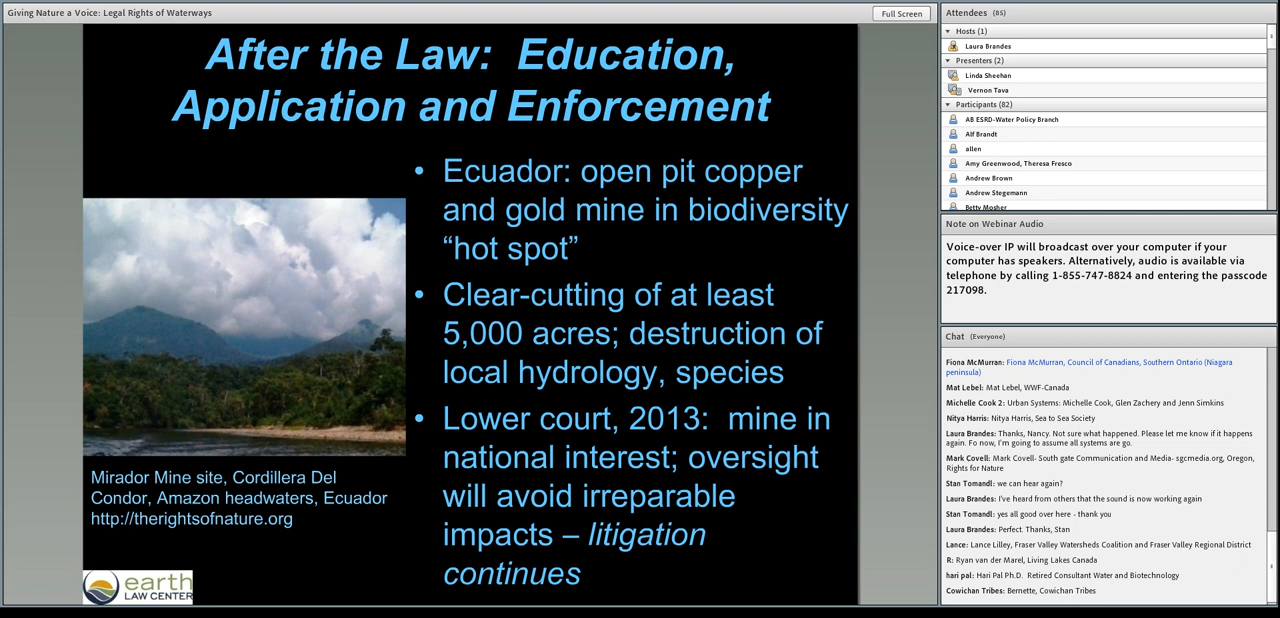 Giving Nature a Voice: Legal Rights of Waterways
Full Screen
After the Law: Education,
Application and Enforcement
• Ecuador: open pit copper
and gold mine in biodiversity
“hot spot”
• Clear-cutting of at least
5,000 acres; destruction of
local hydrology, species
• Lower court, 2013: mine in
national interest; oversight
will avoid irreparable
impacts – litigation
continues
Mirador Mine site, Cordillera Del
Condor, Amazon headwaters, Ecuador
http://therightsofnature.org
earth
LAW CENTER
Attendees (85)
Hosts (1)
Laura Brandes
Presenters (2)
Linda Sheehan
Vernon Tava
Participants (82)
AB ESRD-Water Policy Branch
Alf Brandt
allen
Amy Greenwood, Theresa Fresco
Andrew Brown
Andrew Stegemann
Betty Mosher
Note on Webinar Audio
Voice-over IP will broadcast over your computer if your
computer has speakers. Alternatively, audio is available via
telephone by calling 1-855-747-8824 and entering the passcode
217098.
Chat (Everyone)
Fiona McMurran: Fiona McMurran, Council of Canadians, Southern Ontario (Niagara
peninsula)
Mat Lebel: Mat Lebel, WWF-Canada
Michelle Cook 2: Urban Systems: Michelle Cook, Glen Zachery and Jenn Simkins
Nitya Harris: Nitya Harris, Sea to Sea Society
Laura Brandes: Thanks, Nancy. Not sure what happened. Please let me know if it happens
again. Fo now, I'm going to assume all systems are go.
Mark Covell: Mark Covell- South gate Communication and Media- sgcmedia.org, Oregon,
Rights for Nature
Stan Tomandl: we can hear again?
Laura Brandes: I've heard from others that the sound is now working again
Stan Tomandl: yes all good over here - thank you
Laura Brandes: Perfect. Thanks, Stan
Lance: Lance Lilley, Fraser Valley Watersheds Coalition and Fraser Valley Regional District
R: Ryan van der Marel, Living Lakes Canada
hari pal: Hari Pal Ph.D. Retired Consultant Water and Biotechnology
Cowichan Tribes: Bernette, Cowichan Tribes